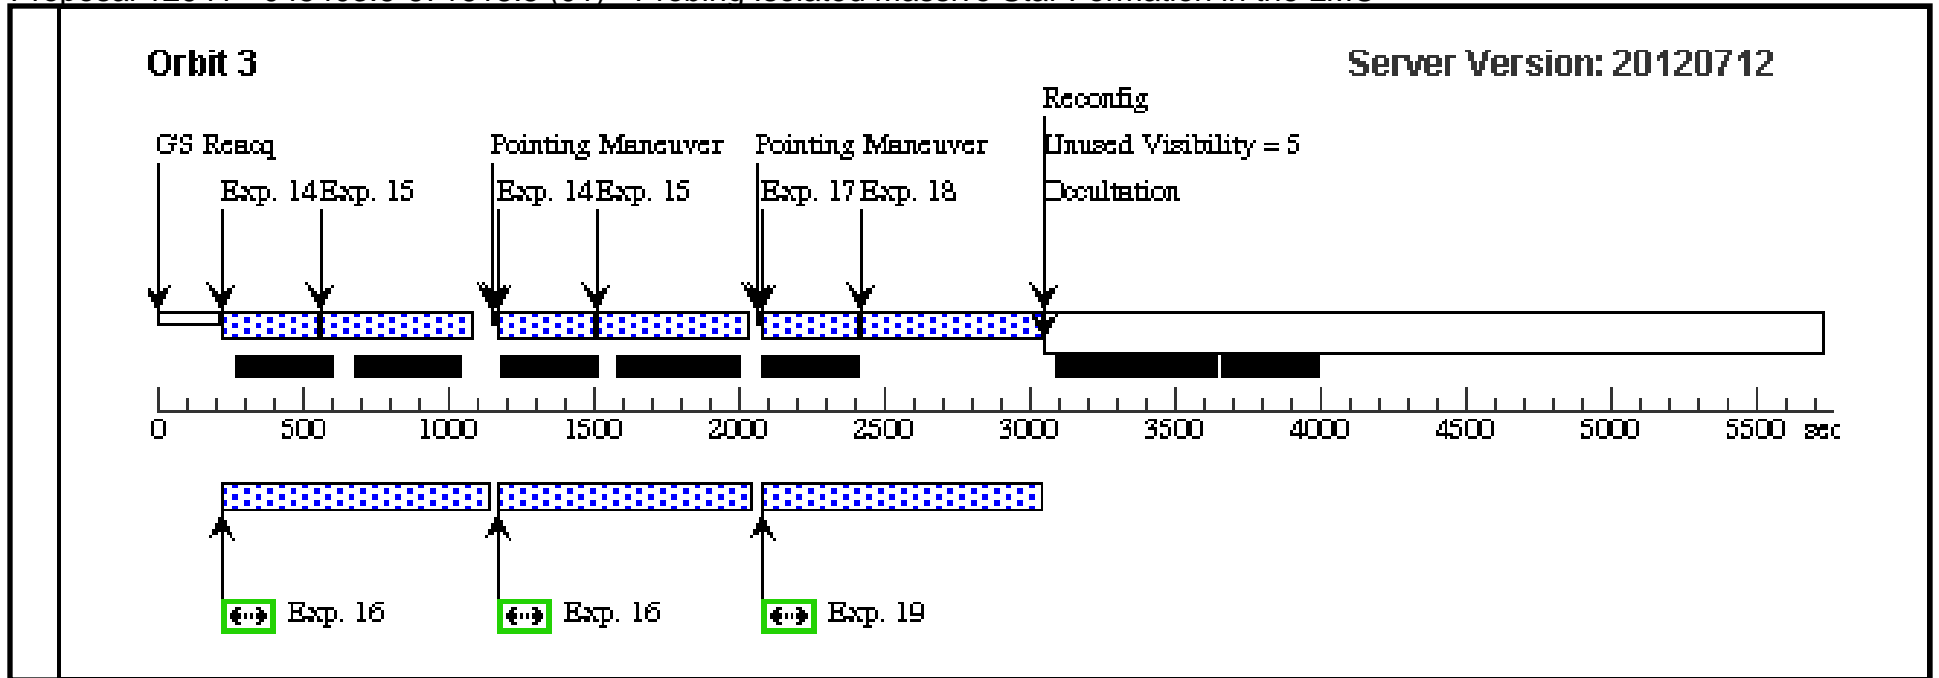 Orbit 3
Server Version: 20120712
Reconfig
GS Reacq Pointing Maneuver Pointing Maneuver Unused Visibility = 5
Exp. 14 Exp. 15 Exp. 14 Exp. 15 Exp. 17 Exp. 18 Occultation
0 500 1000 1500 2000 2500 3000 3500 4000 4500 5000 5500 sec
Exp. 16 Exp. 16 Exp. 19